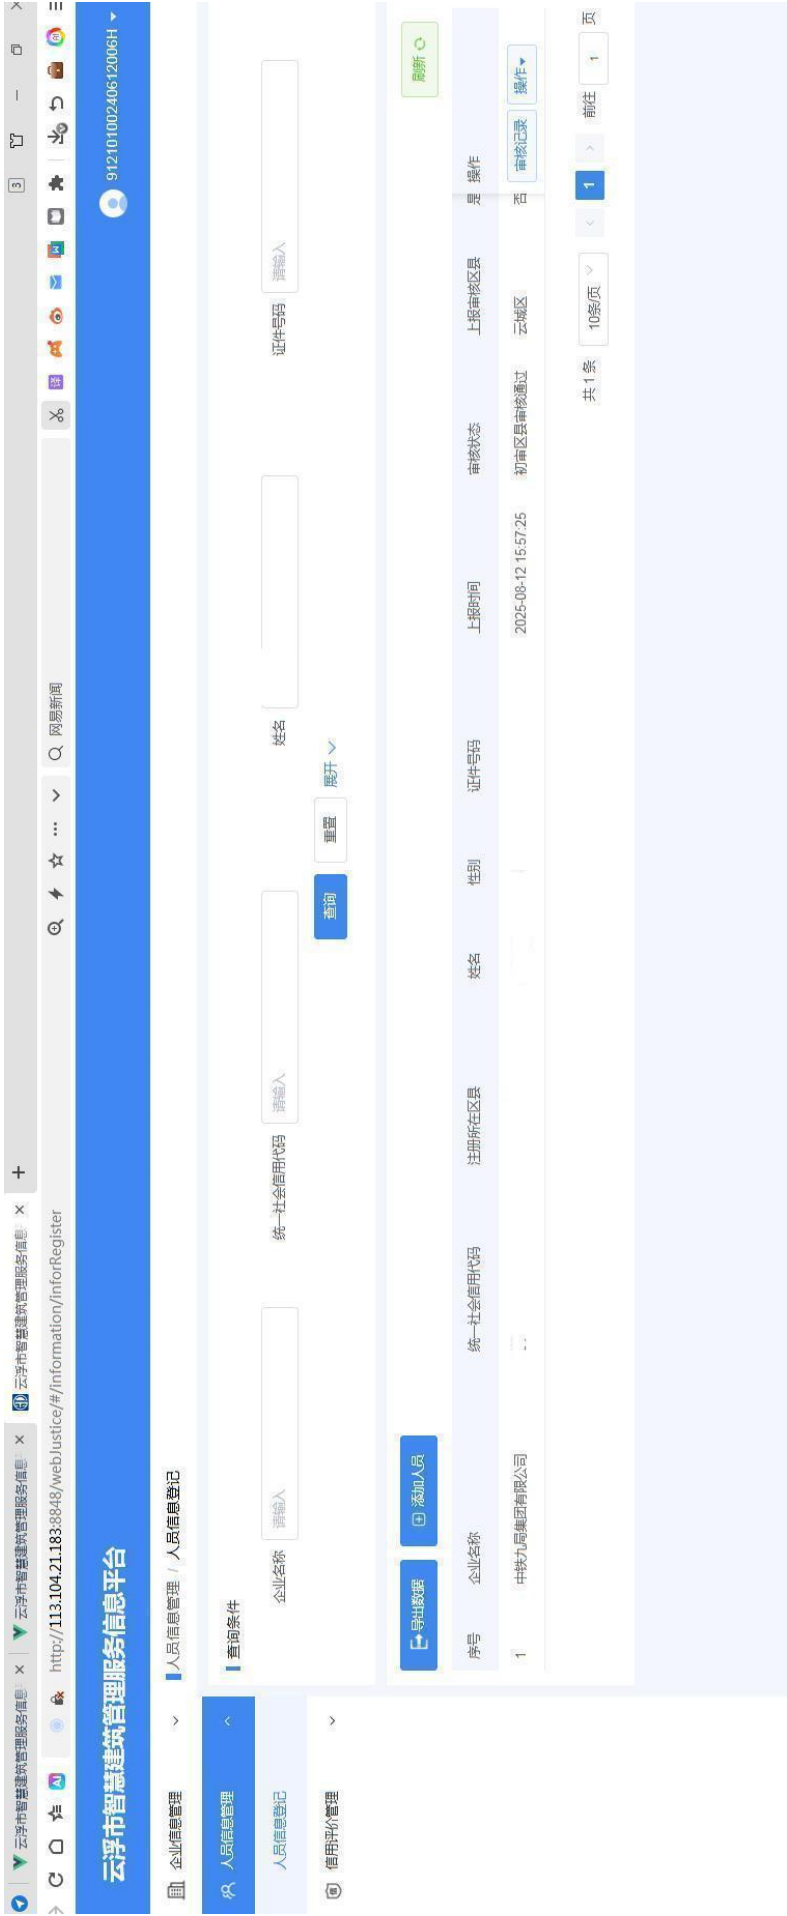 云浮市智慧建筑管理服务信息
云浮市智慧建筑管理服务信息
云浮市智慧建筑管理服务信息
3
http://113.104.21.183:8848/webJustice/#/information/inforRegister
网易新闻
译
云浮市智慧建筑管理服务信息平台
91210100240612006H
企业信息管理
人员信息管理
人员信息登记
信用评价管理
人员信息管理 / 人员信息登记
查询条件
企业名称 请输入 统一社会信用代码 请输入 姓名 证件号码 请输入
查询 重置 展开
导出数据 添加人员 刷新
序号 企业名称 统一社会信用代码 注册所在区县 姓名 性别 证件号码 上报时间 审核状态 上报审核区县 是 操作
1 中铁九局集团有限公司 2025-08-12 15:57:25 初审区县审核通过 云城区 否 审核记录 操作
共 1 条 10条/页 1 前往 1 页